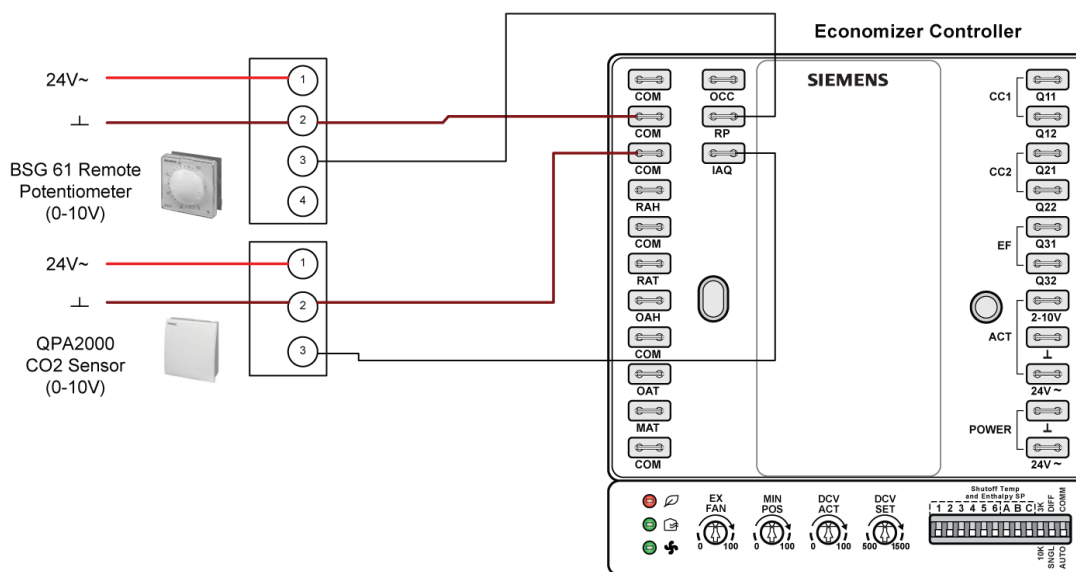 Economizer Controller
24V~
1
⊥
2
BSG 61 Remote
Potentiometer
(0-10V)
3
4
24V~
1
⊥
2
QPA2000
CO2 Sensor
(0-10V)
3
SIEMENS
COM
OCC
COM
RP
COM
IAQ
RAH
COM
RAT
OAH
COM
OAT
MAT
COM
CC1
Q11
Q12
CC2
Q21
Q22
EF
Q31
Q32
ACT
2-10V
⊥
24V ~
POWER
⊥
24V ~
EX
FAN
0 100
MIN
POS
0 100
DCV
ACT
0 100
DCV
SET
500 1500
Shutoff Temp
and Enthalpy SP
1 2 3 4 5 6 A B C
3K
DIFF
COMM
10K
SNGL
AUTO